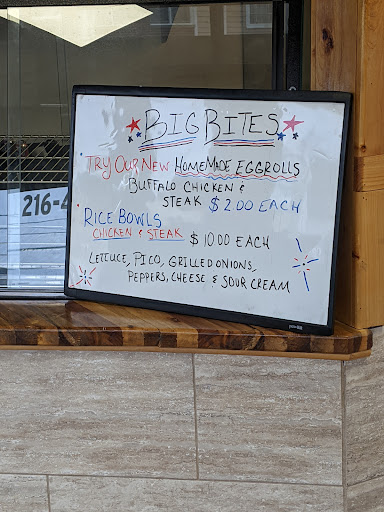 BIG BITES
TRY OUR NEW HOMEMADE EGGROLLS
BUFFALO CHICKEN &
STEAK $2.00 EACH
RICE BOWLS
CHICKEN & STEAK $10.00 EACH
LETTUCE, PICO, GRILLED ONIONS,
PEPPERS, CHEESE & SOUR CREAM
216-4